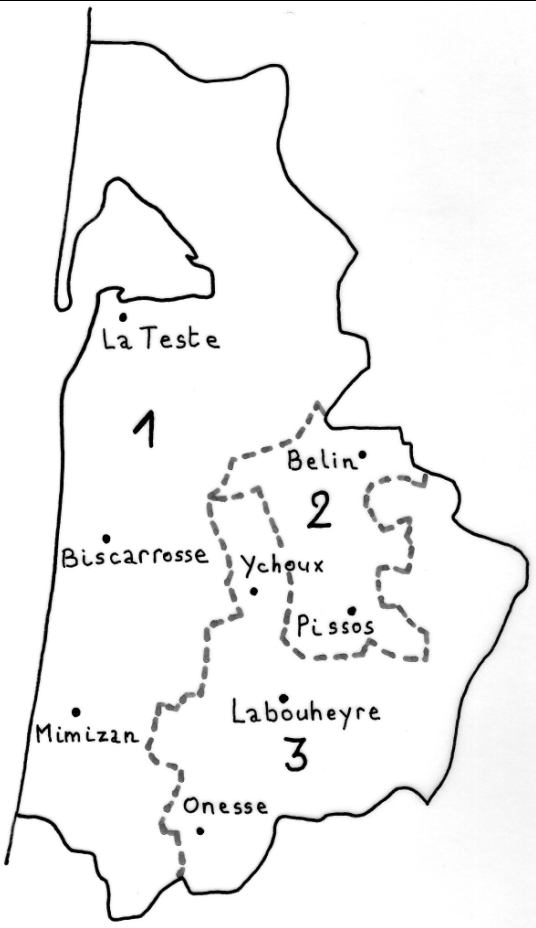 La Teste
1
Belin
2
Biscarrosse
Ychoux
Pissos
Labouheyre
Mimizan
3
Onesse